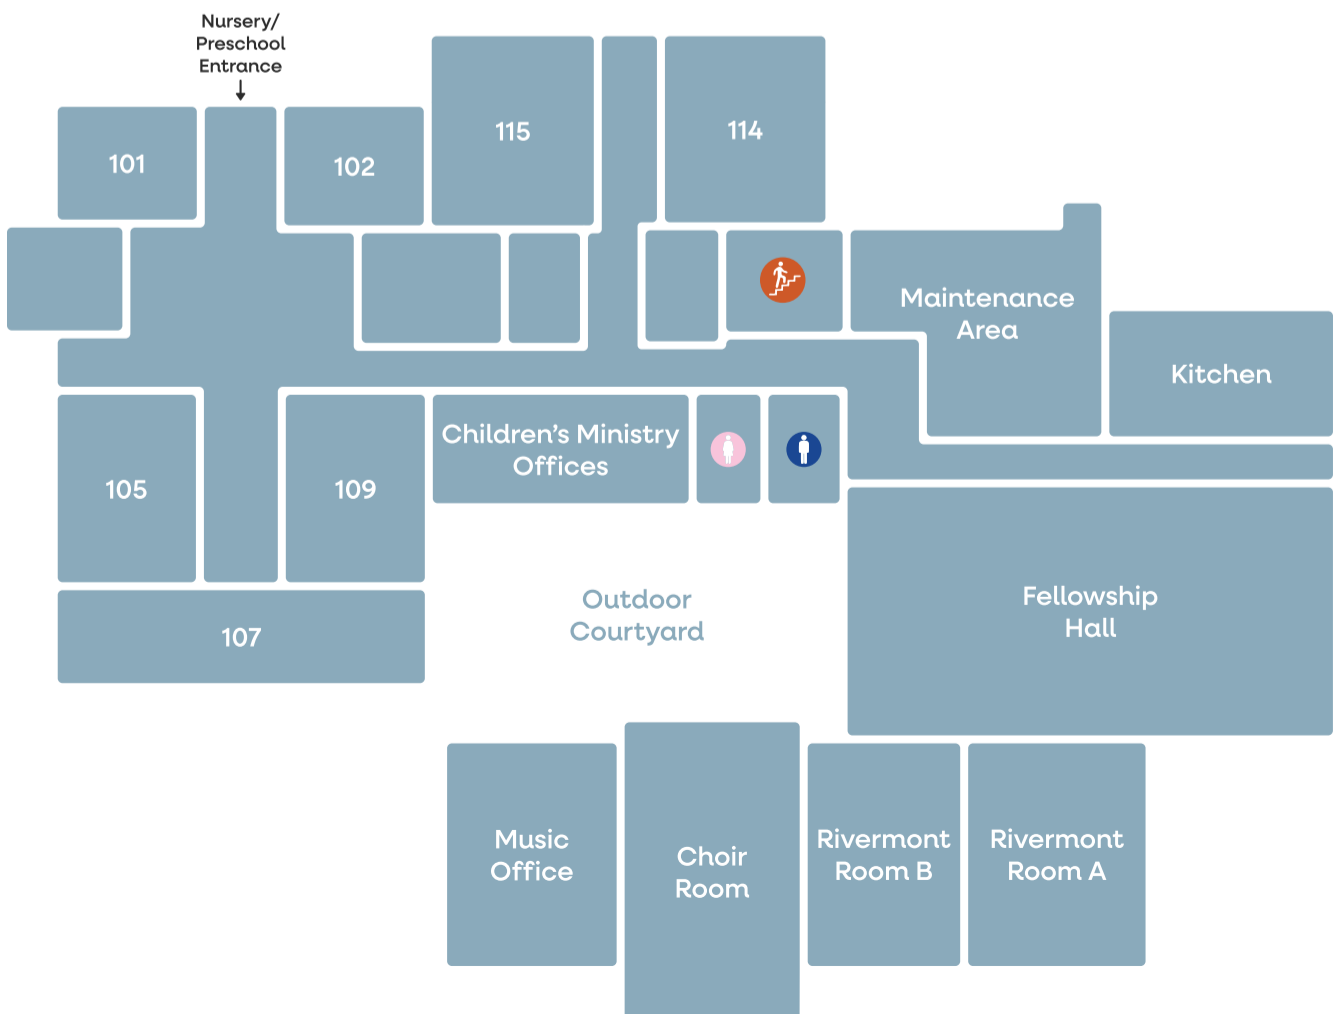 Nursery/
Preschool
Entrance
101
102
115
114
Maintenance
Area
Kitchen
Children's Ministry
Offices
105
109
107
Outdoor
Courtyard
Fellowship
Hall
Music
Office
Choir
Room
Rivermont
Room B
Rivermont
Room A